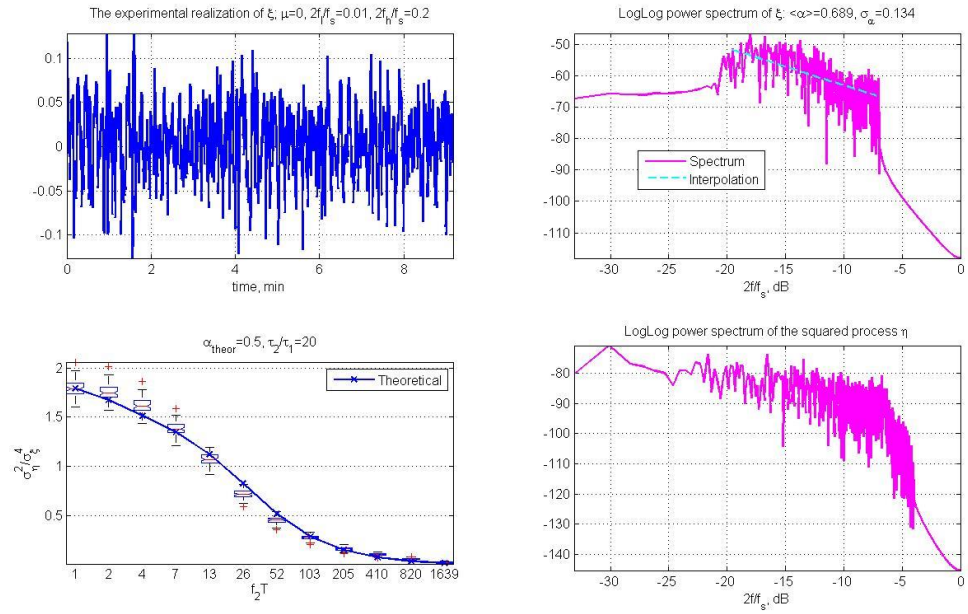 The experimental realization of ξ; μ=0, 2f_l/f_s=0.01, 2f_h/f_s=0.2
0.1
0.05
0
-0.05
-0.1
0 2 4 6 8
time, min
LogLog power spectrum of ξ: <α>=0.689, σ_α=0.134
-50
-60
-70
-80
-90
-100
-110
Spectrum
Interpolation
-30 -25 -20 -15 -10 -5 0
2f/f_s, dB
α_theor=0.5, τ_2/τ_1=20
Theoretical
2
1.5
1
0.5
σ_η^2/σ_ξ^4
1 2 4 7 13 26 52 103 205 410 820 1639
f_2T
LogLog power spectrum of the squared process η
-80
-90
-100
-110
-120
-130
-140
-30 -25 -20 -15 -10 -5 0
2f/f_s, dB